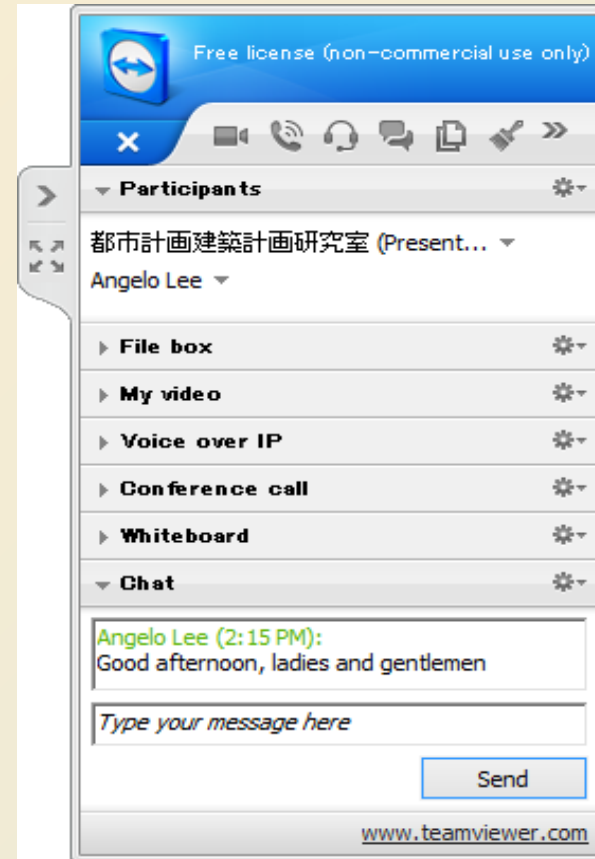 Free license (non-commercial use only)
Participants
都市計画建築計画研究室 (Present...
Angelo Lee
File box
My video
Voice over IP
Conference call
Whiteboard
Chat
Angelo Lee (2:15 PM):
Good afternoon, ladies and gentlemen
Type your message here
Send
www.teamviewer.com